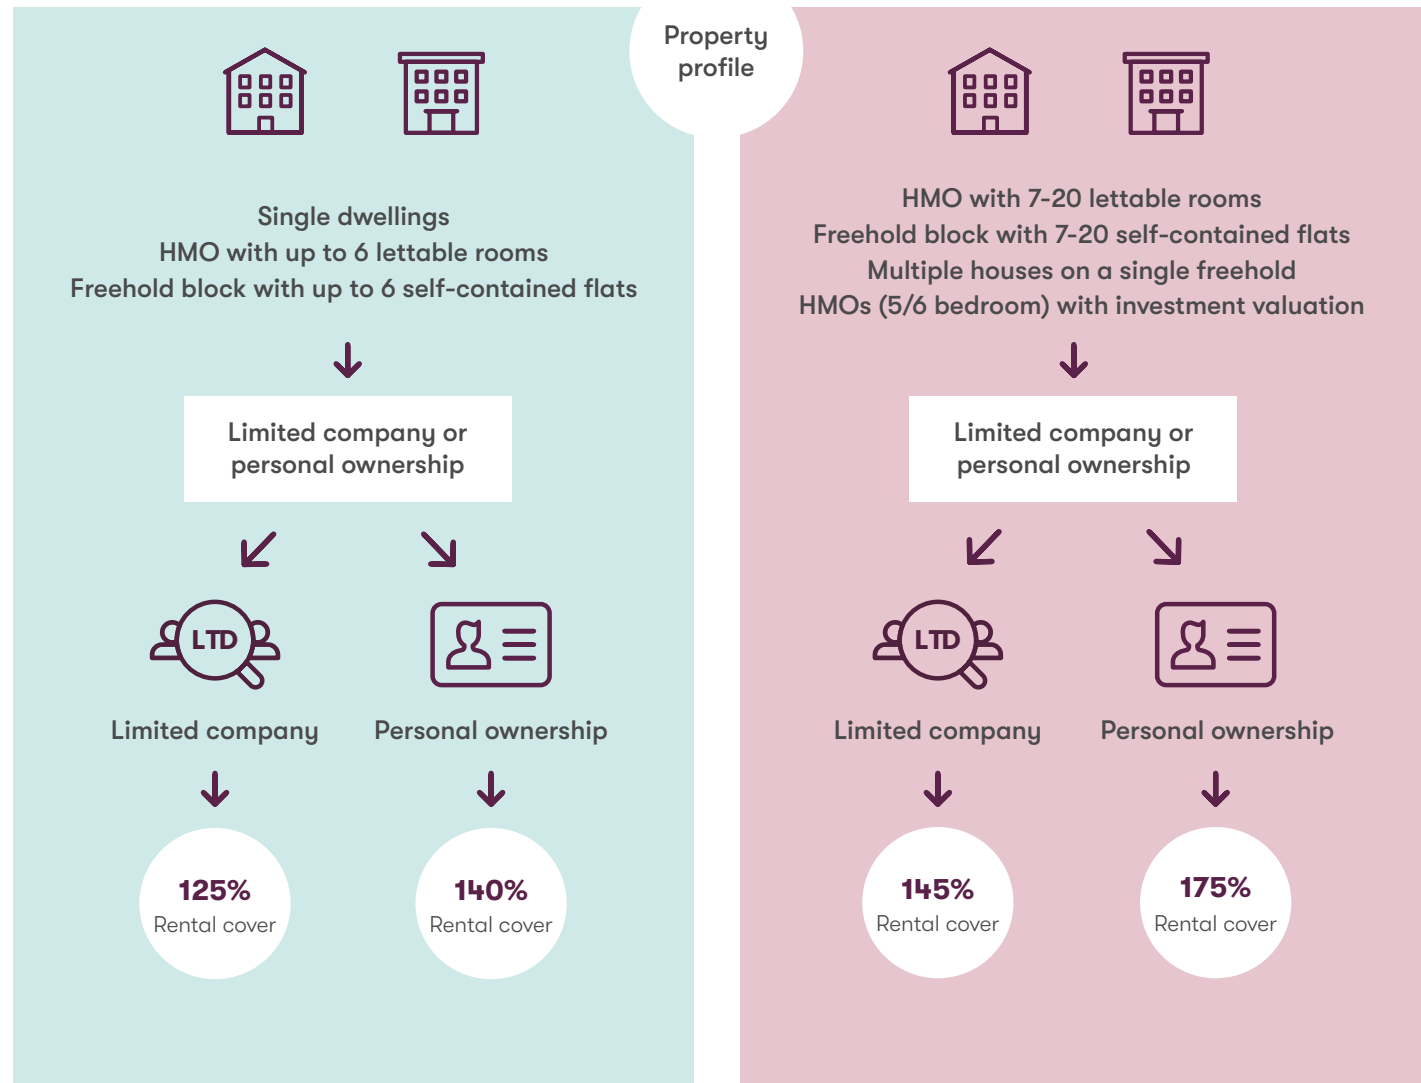 Property
profile
Single dwellings
HMO with up to 6 lettable rooms
Freehold block with up to 6 self-contained flats
Limited company or
personal ownership
LTD
Limited company
Personal ownership
125%
Rental cover
140%
Rental cover
HMO with 7-20 lettable rooms
Freehold block with 7-20 self-contained flats
Multiple houses on a single freehold
HMOs (5/6 bedroom) with investment valuation
Limited company or
personal ownership
LTD
Limited company
Personal ownership
145%
Rental cover
175%
Rental cover